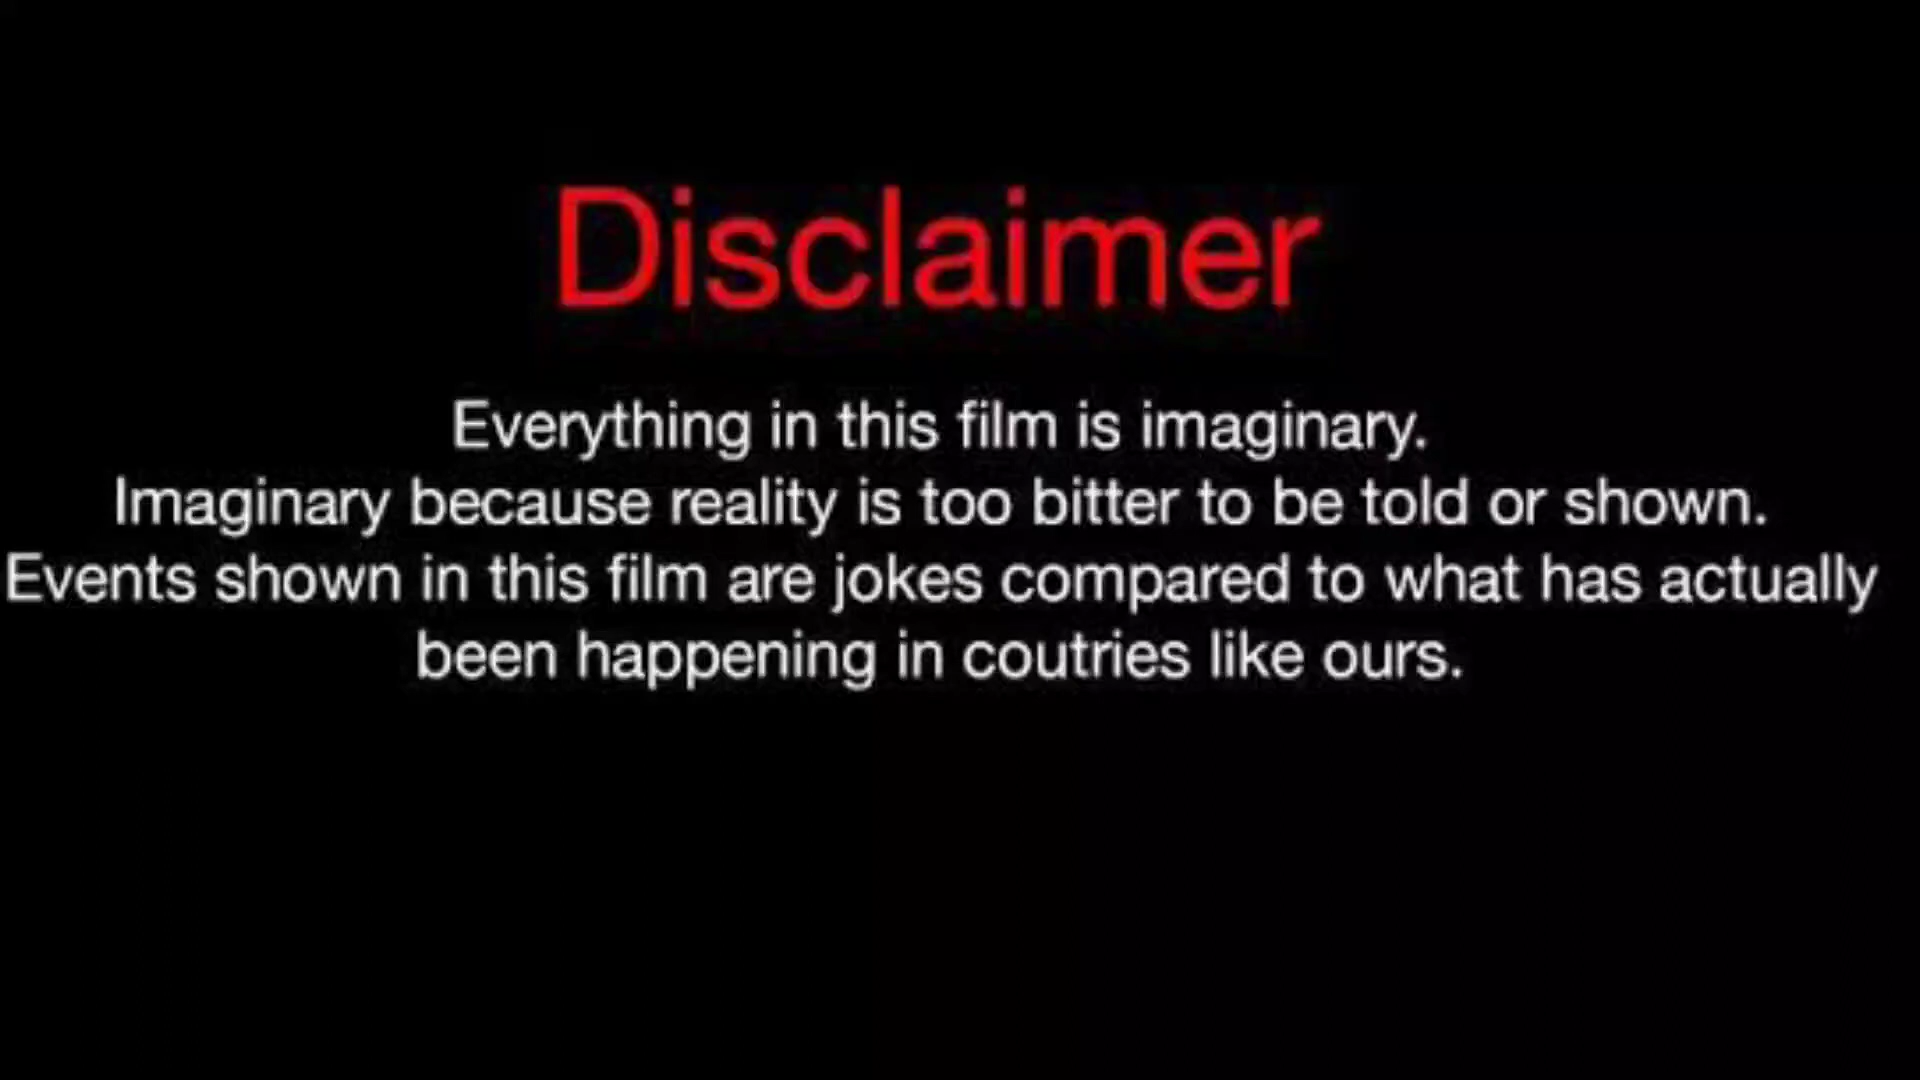 Disclaimer
Everything in this film is imaginary.
Imaginary because reality is too bitter to be told or shown.
Events shown in this film are jokes compared to what has actually
been happening in coutries like ours.